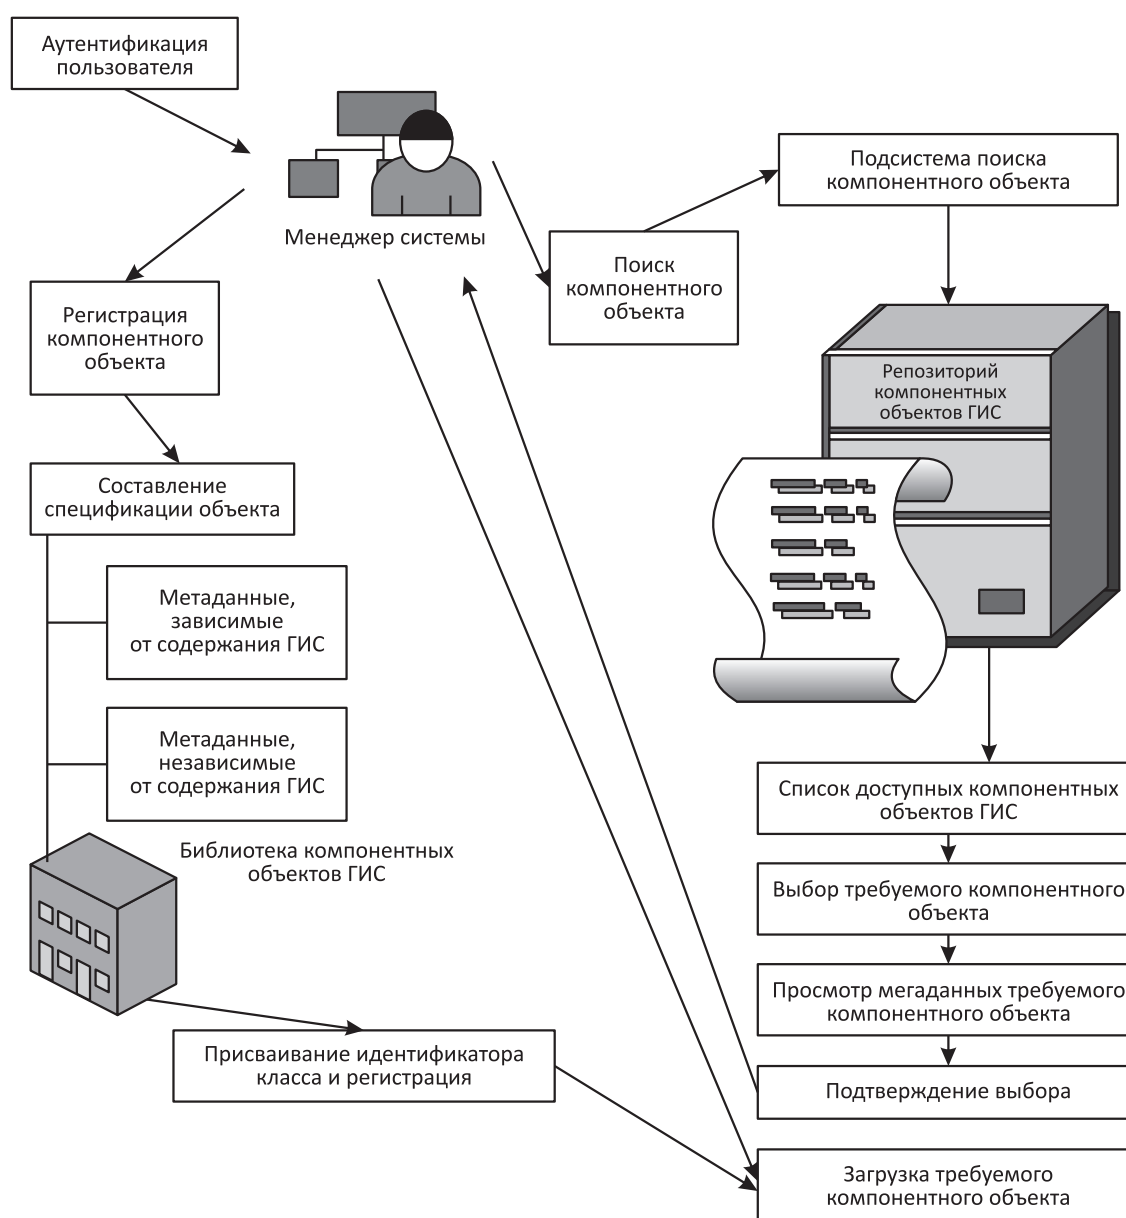 Аутентификация
пользователя
Менеджер системы
Подсистема поиска
компонентного объекта
Поиск
компонентного
объекта
Регистрация
компонентного
объекта
Репозиторий
компонентных
объектов ГИС
Составление
спецификации объекта
Метаданные,
зависимые
от содержания ГИС
Метаданные,
независимые
от содержания ГИС
Библиотека компонентных
объектов ГИС
Присваивание идентификатора
класса и регистрация
Список доступных компонентных
объектов ГИС
Выбор требуемого компонентного
объекта
Просмотр мегаданных требуемого
компонентного объекта
Подтверждение выбора
Загрузка требуемого
компонентного объекта